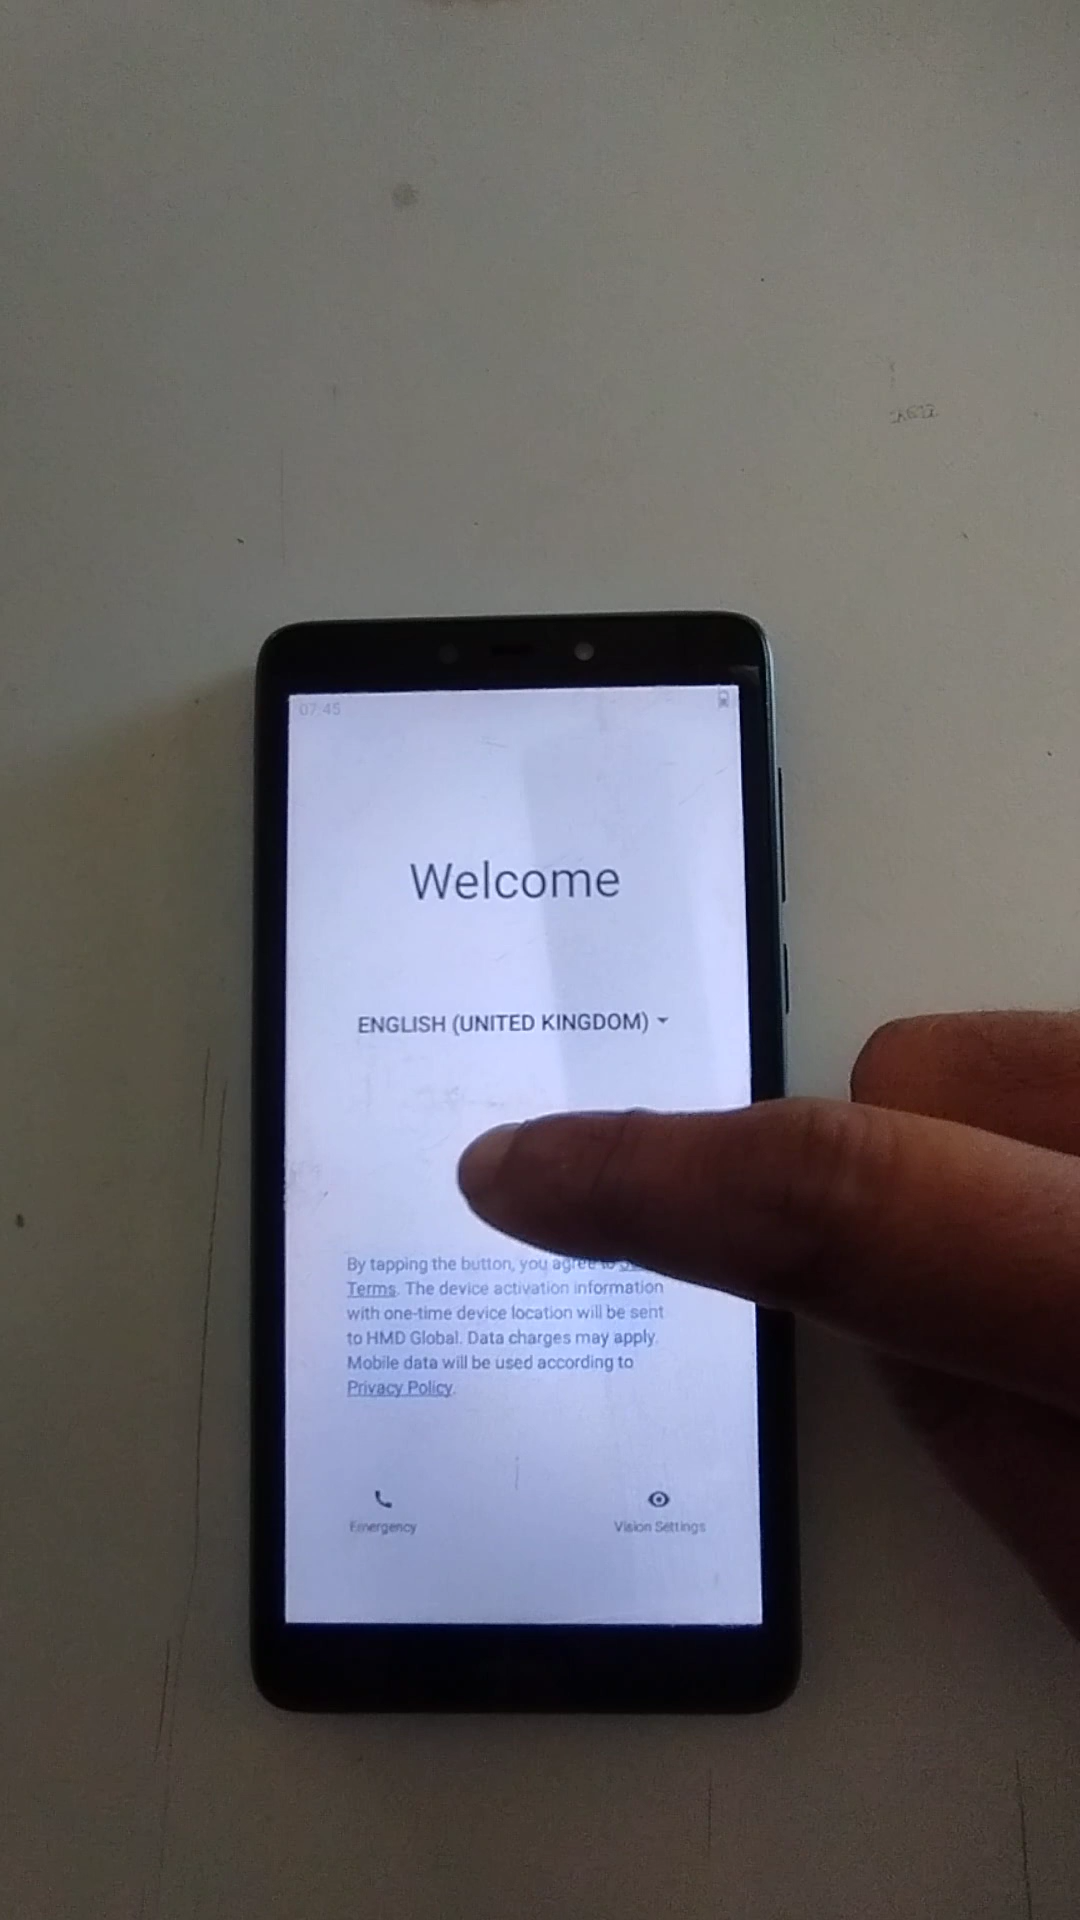 07:45
Welcome
ENGLISH (UNITED KINGDOM)
By tapping the button, you agree to
Terms. The device activation information
with one-time device location will be sent
to HMD Global. Data charges may apply.
Mobile data will be used according to
Privacy Policy.
Emergency
Vision Settings